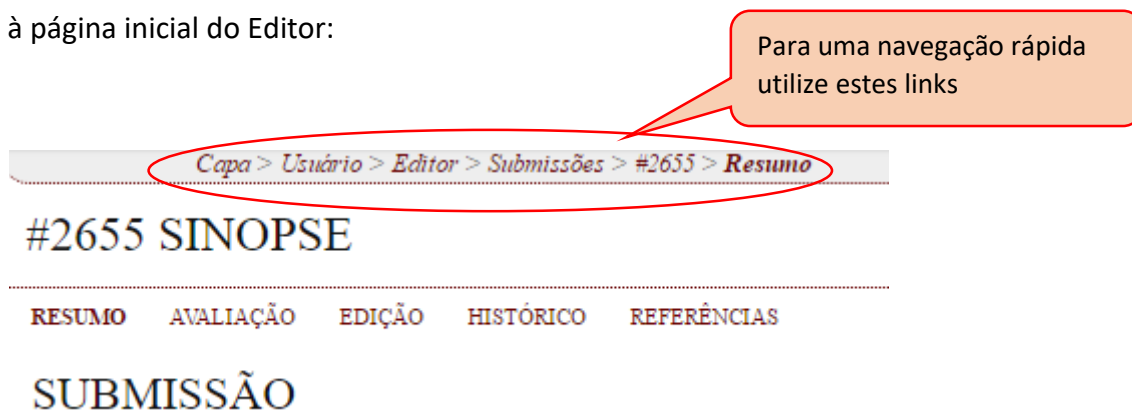 à página inicial do Editor:
Para uma navegação rápida
utilize estes links
Capa > Usuário > Editor > Submissões > #2655 > Resumo
#2655 SINOPSE
RESUMO AVALIAÇÃO EDIÇÃO HISTÓRICO REFERÊNCIAS
SUBMISSÃO